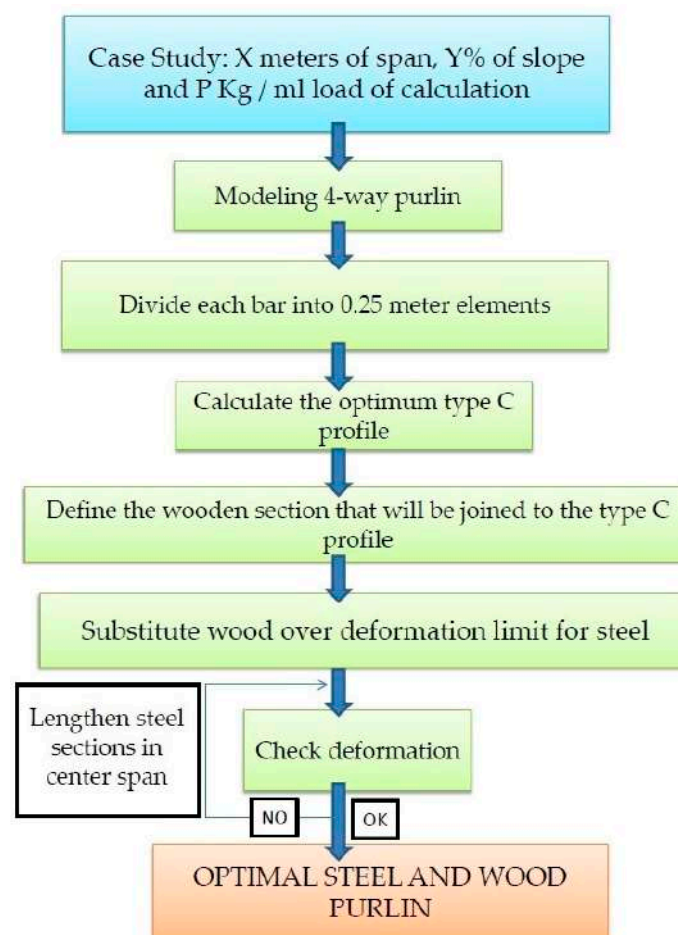 Case Study: X meters of span, Y% of slope
and P Kg / ml load of calculation
Modeling 4-way purlin
Divide each bar into 0.25 meter elements
Calculate the optimum type C
profile
Define the wooden section that will be joined to the type C
profile
Substitute wood over deformation limit for steel
Lengthen steel
sections in
center span
Check deformation
NO
OK
OPTIMAL STEEL AND WOOD
PURLIN